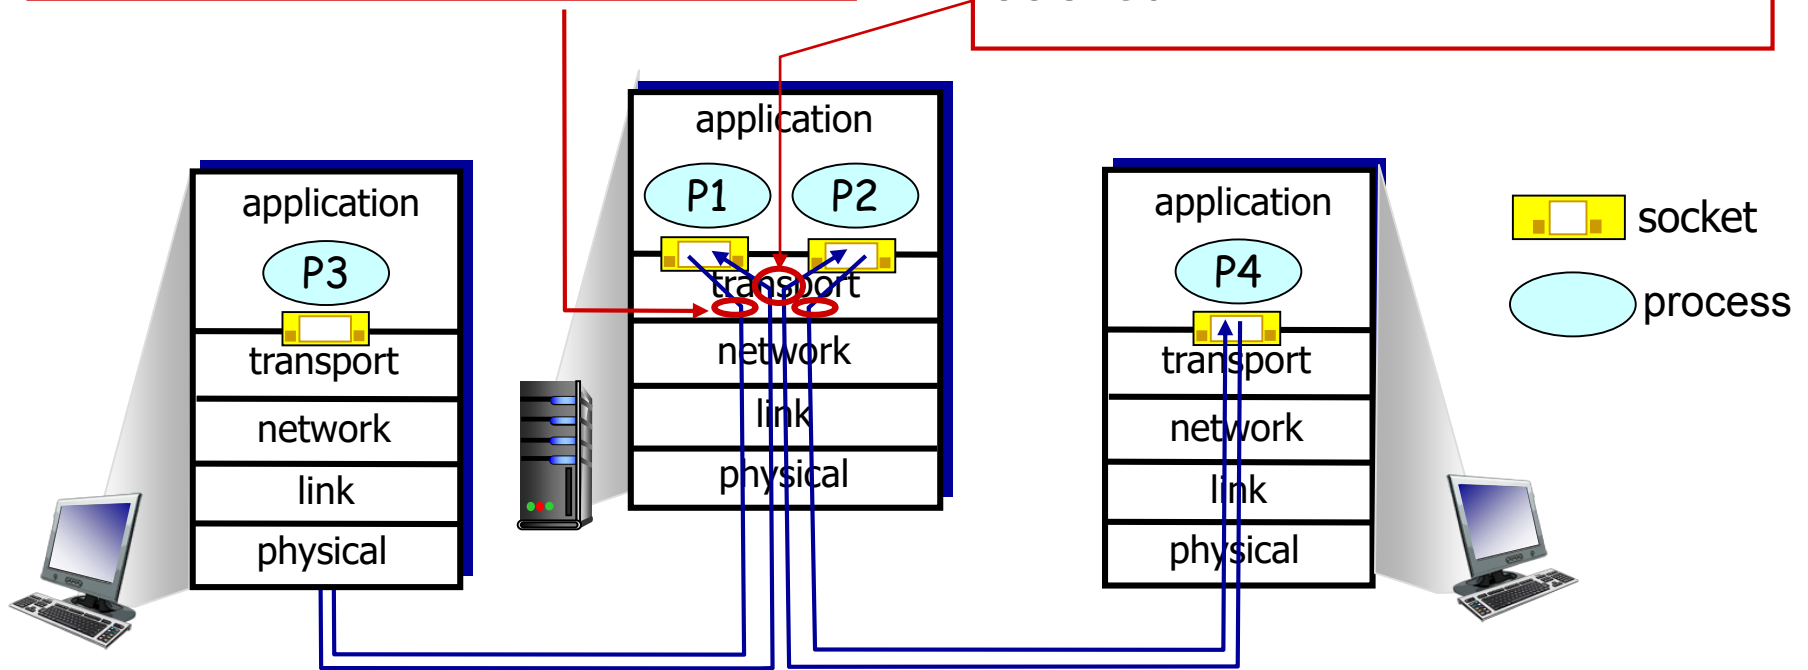 application
P1
P2
transport
network
link
physical
application
P3
transport
network
link
physical
application
P4
transport
network
link
physical
socket
process